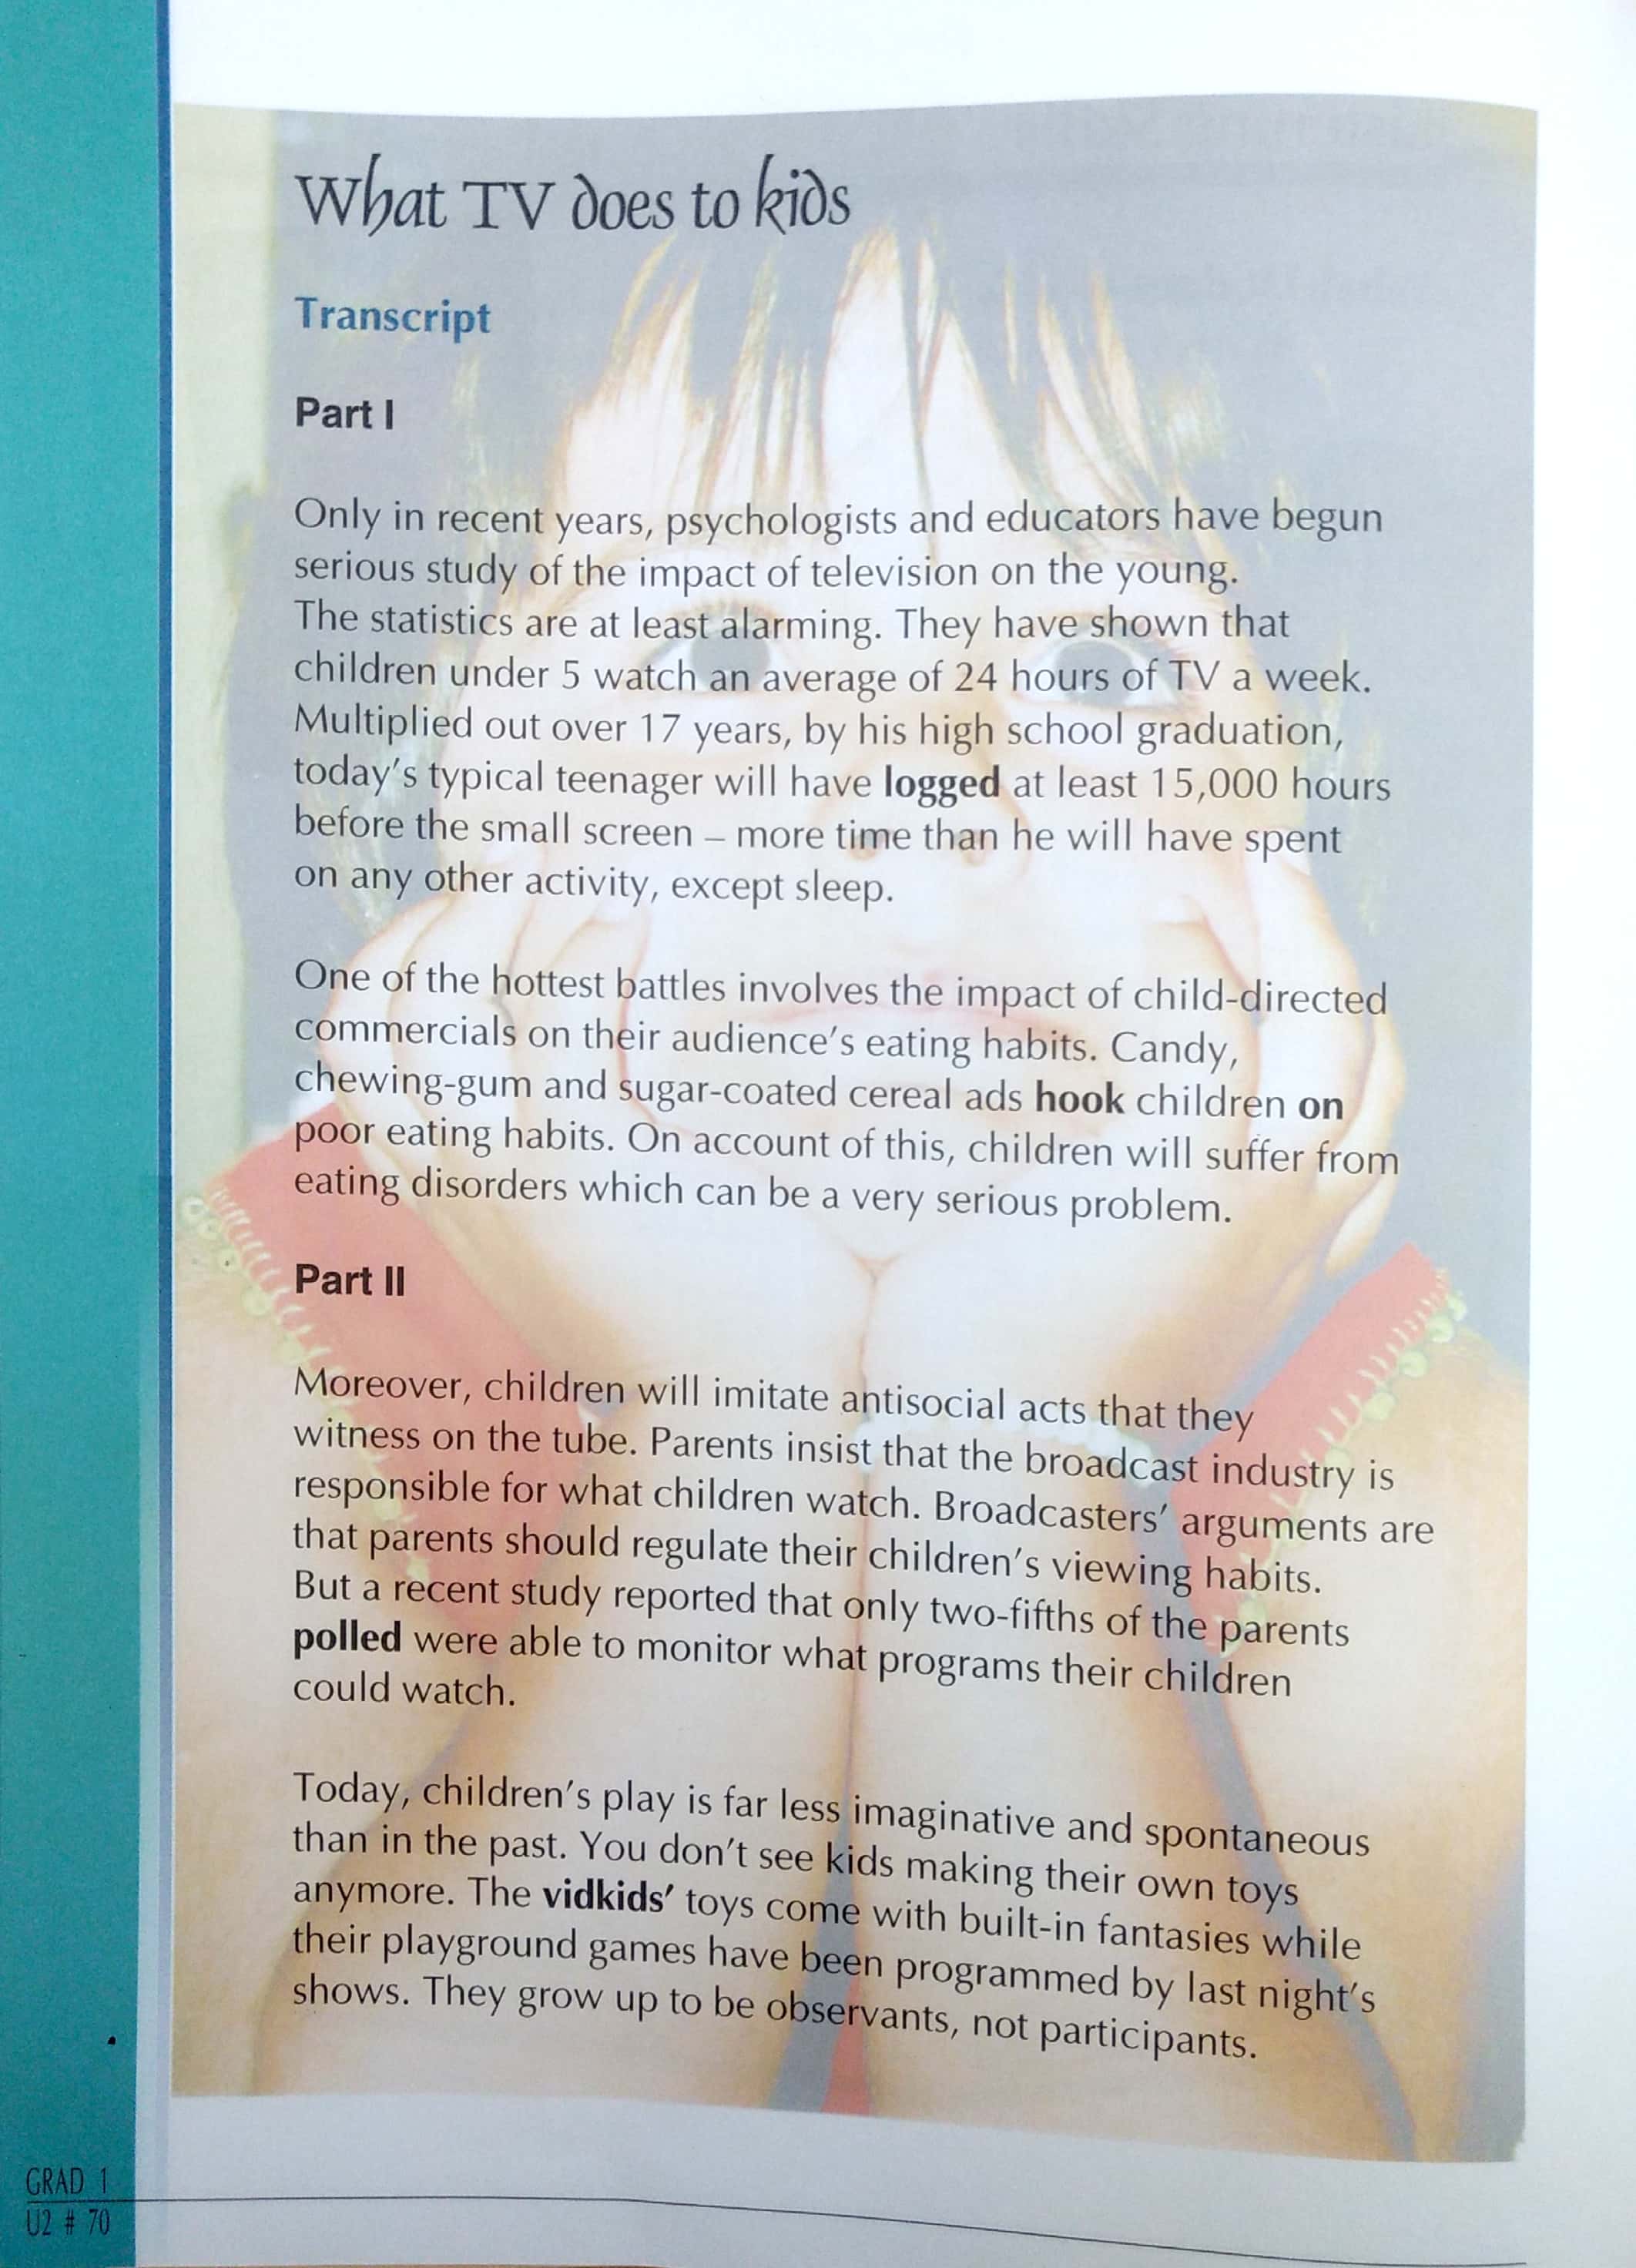 What TV does to kids
Transcript
Part I
Only in recent years, psychologists and educators have begun
serious study of the impact of television on the young.
The statistics are at least alarming. They have shown that
children under 5 watch an average of 24 hours of TV a week.
Multiplied out over 17 years, by his high school graduation,
today's typical teenager will have logged at least 15,000 hours
before the small screen – more time than he will have spent
on any other activity, except sleep.
One of the hottest battles involves the impact of child-directed
commercials on their audience's eating habits. Candy,
chewing-gum and sugar-coated cereal ads hook children on
poor eating habits. On account of this, children will suffer from
eating disorders which can be a very serious problem.
Part II
Moreover, children will imitate antisocial acts that they
witness on the tube. Parents insist that the broadcast industry is
responsible for what children watch. Broadcasters' arguments are
that parents should regulate their children's viewing habits.
But a recent study reported that only two-fifths of the parents
polled were able to monitor what programs their children
could watch.
Today, children's play is far less imaginative and spontaneous
than in the past. You don't see kids making their own toys
anymore. The vidkids' toys come with built-in fantasies while
their playground games have been programmed by last night's
shows. They grow up to be observants, not participants.
GRAD 1
U2 # 70